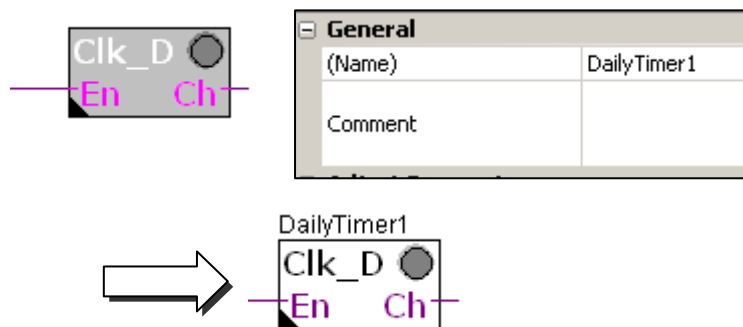 Clk_D
En Ch
General
(Name) DailyTimer1
Comment
DailyTimer1
Clk_D
En Ch